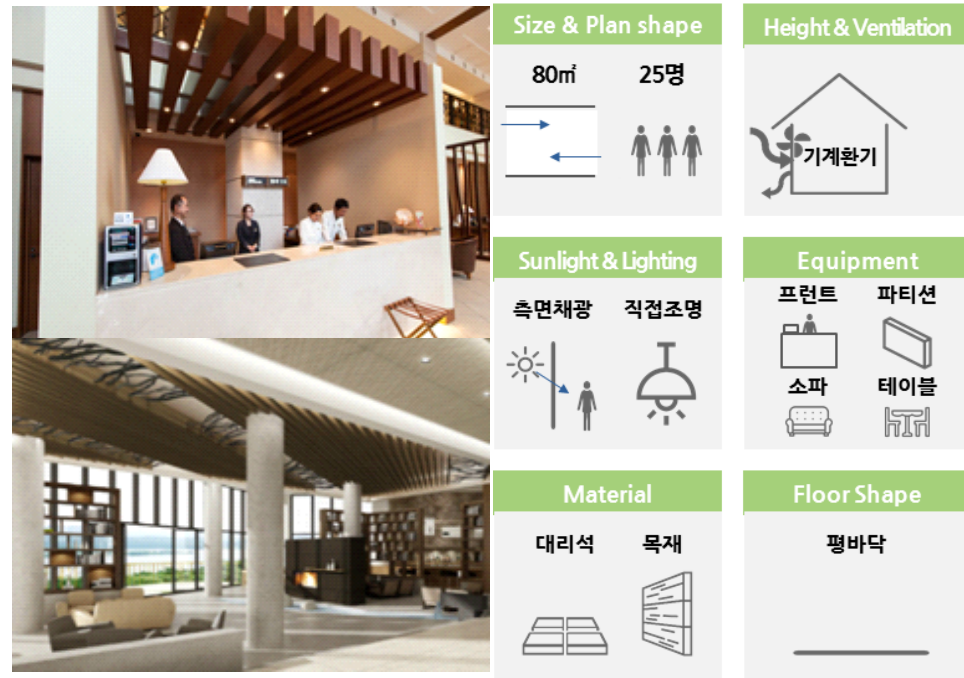 Size & Plan shape
80㎡
25명
Height & Ventilation
기계환기
Sunlight & Lighting
측면채광
직접조명
Equipment
프런트
파티션
소파
테이블
Material
대리석
목재
Floor Shape
평바닥